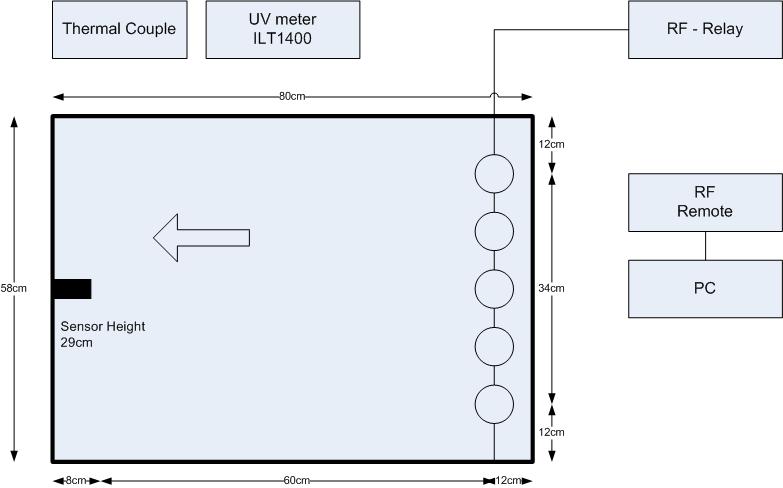 Thermal Couple
UV meter
ILT1400
RF - Relay
80cm
12cm
RF
Remote
58cm
34cm
PC
Sensor Height
29cm
12cm
8cm
60cm
12cm